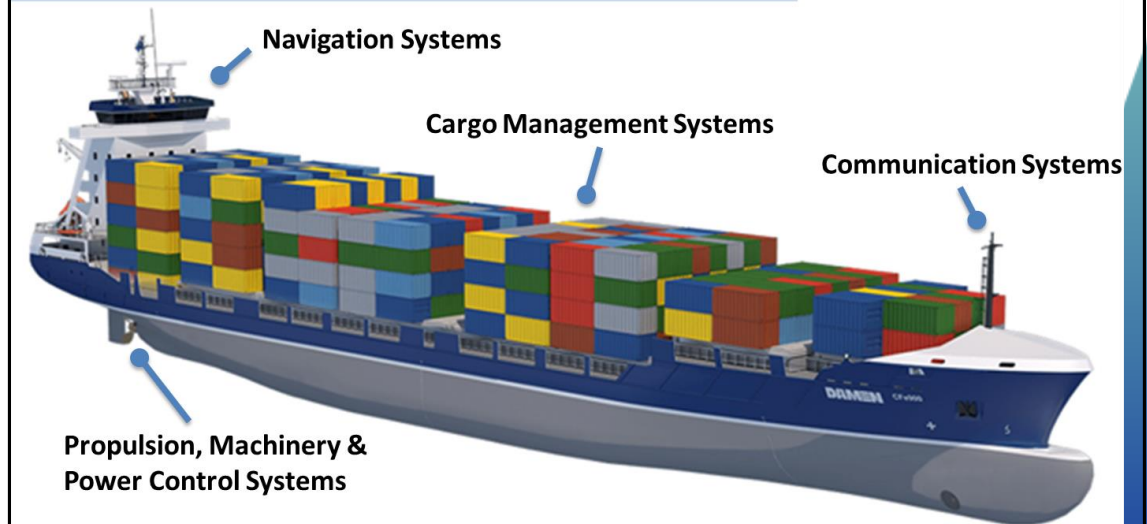 Navigation Systems
Cargo Management Systems
Communication Systems
DAMEN
Propulsion, Machinery &
Power Control Systems